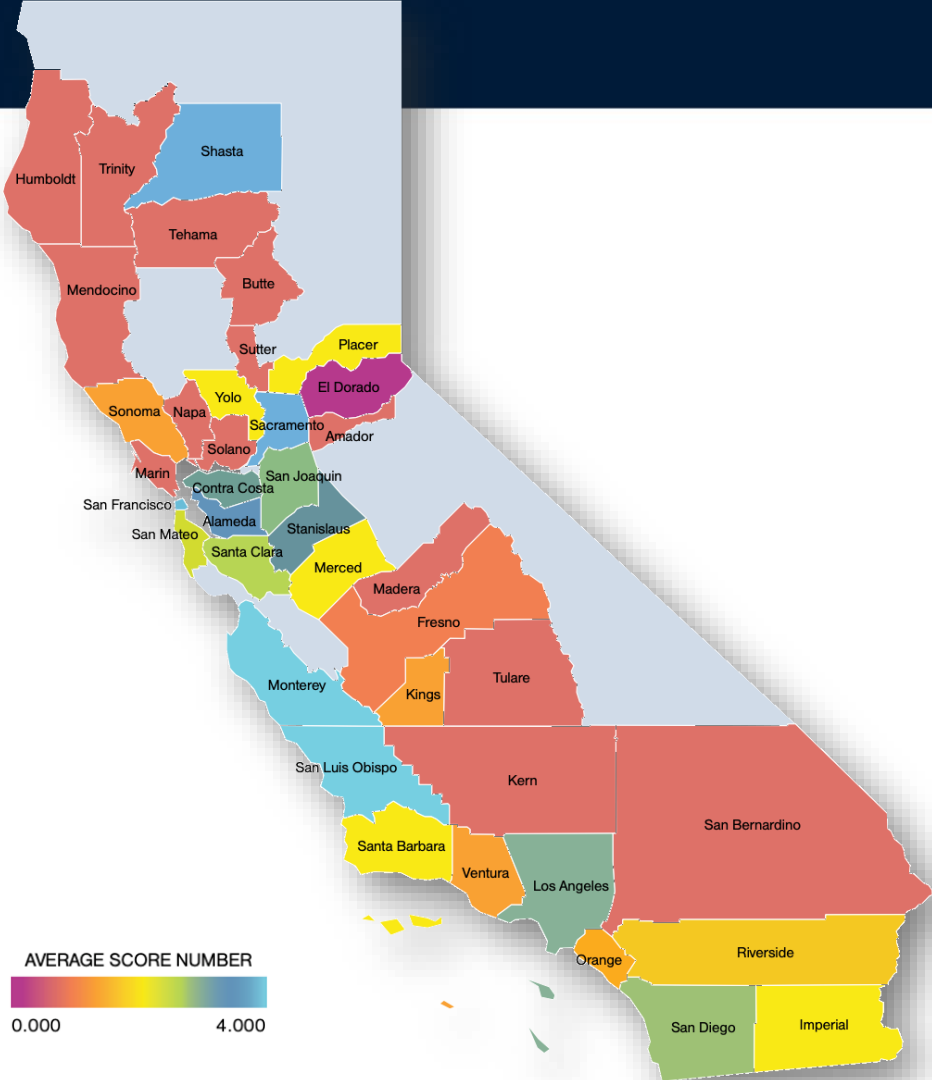 Shasta
Trinity
Humboldt
Tehama
Butte
Mendocino
Placer
Sutter
El Dorado
Yolo
Sonoma
Napa
Sacramento
Amador
Solano
Marin
San Joaquin
Contra Costa
San Francisco
Alameda
Stanislaus
San Mateo
Santa Clara
Merced
Madera
Fresno
Tulare
Monterey
Kings
San Luis Obispo
Kern
San Bernardino
Santa Barbara
Ventura
Los Angeles
Riverside
Orange
AVERAGE SCORE NUMBER
0.000 4.000
San Diego
Imperial